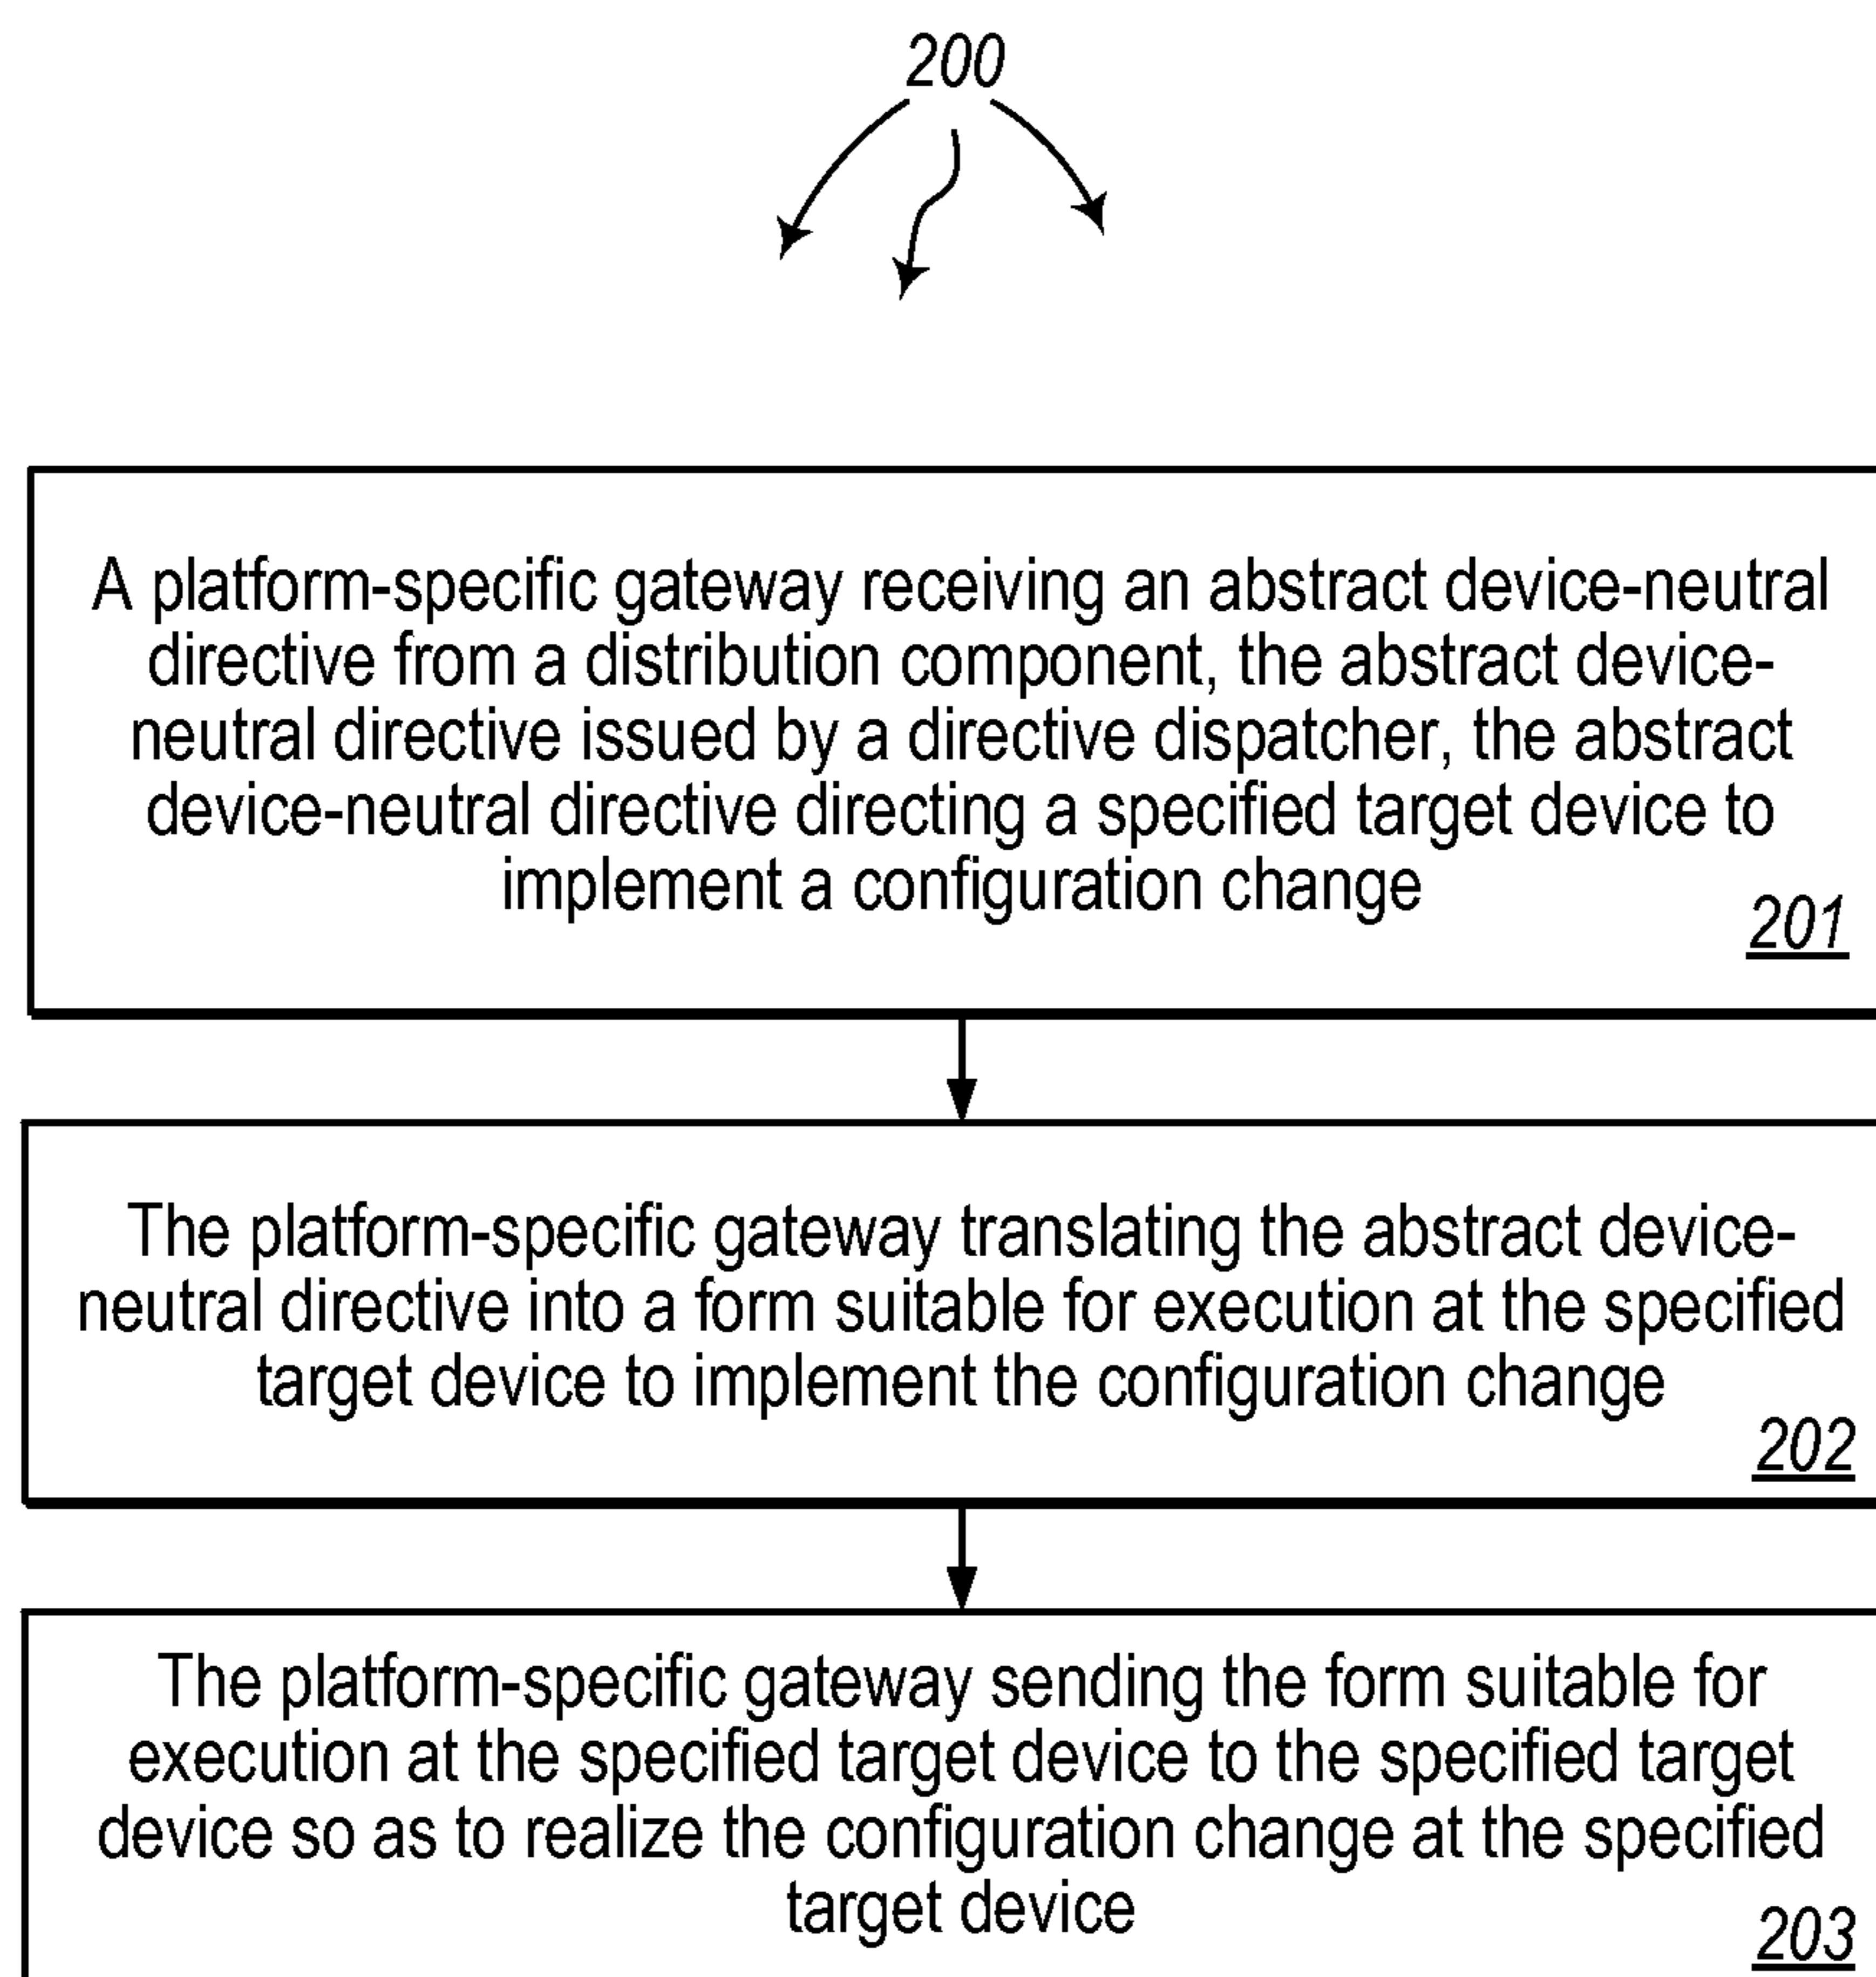 200
A platform-specific gateway receiving an abstract device-neutral
directive from a distribution component, the abstract device-
neutral directive issued by a directive dispatcher, the abstract
device-neutral directive directing a specified target device to
implement a configuration change
201
The platform-specific gateway translating the abstract device-
neutral directive into a form suitable for execution at the specified
target device to implement the configuration change
202
The platform-specific gateway sending the form suitable for
execution at the specified target device to the specified target
device so as to realize the configuration change at the specified
target device
203